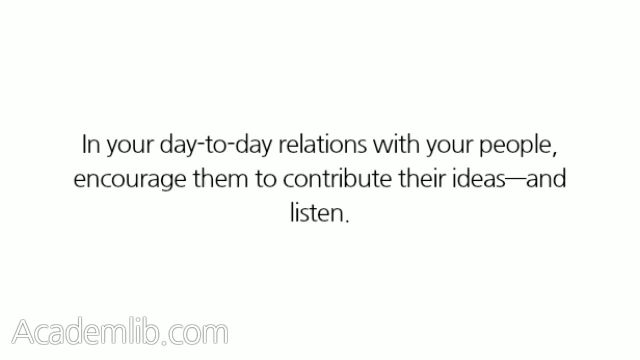 In your day-to-day relations with your people,
encourage them to contribute their ideas—and
listen.
Academlib.com